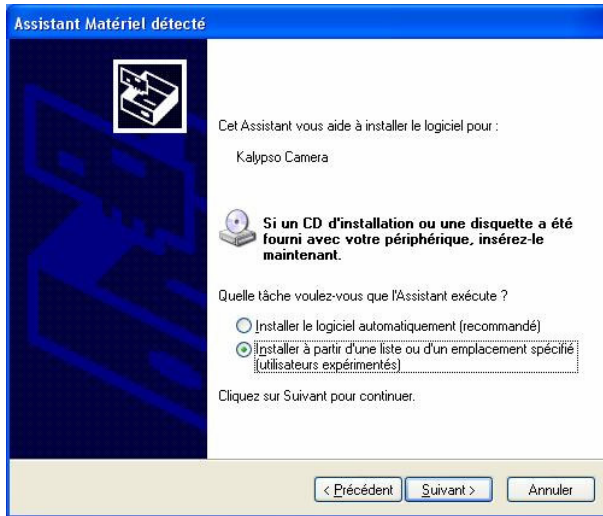 Assistant Matériel détecté
Cet Assistant vous aide à installer le logiciel pour :
Kalypso Camera
Si un CD d'installation ou une disquette a été
fourni avec votre périphérique, insérez-le
maintenant.
Quelle tâche voulez-vous que l'Assistant exécute ?
Installer le logiciel automatiquement (recommandé)
Installer à partir d'une liste ou d'un emplacement spécifié
(utilisateurs expérimentés)
Cliquez sur Suivant pour continuer.
< Précédent Suivant > Annuler